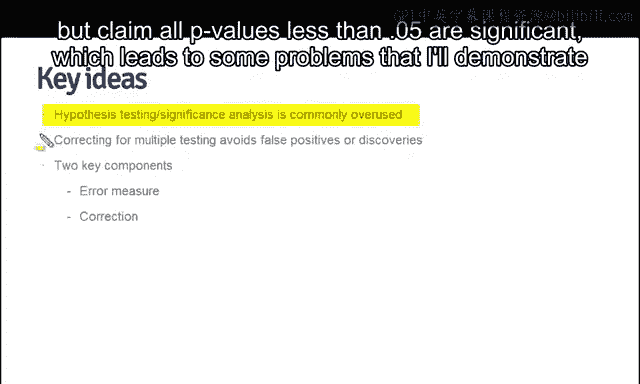 but claim all p-values less than .05 are significant,
which leads to some problems that I'll demonstrate
Key ideas
Hypothesis testing/significance analysis is commonly overused
Correcting for multiple testing avoids false positives or discoveries
Two key components
- Error measure
- Correction